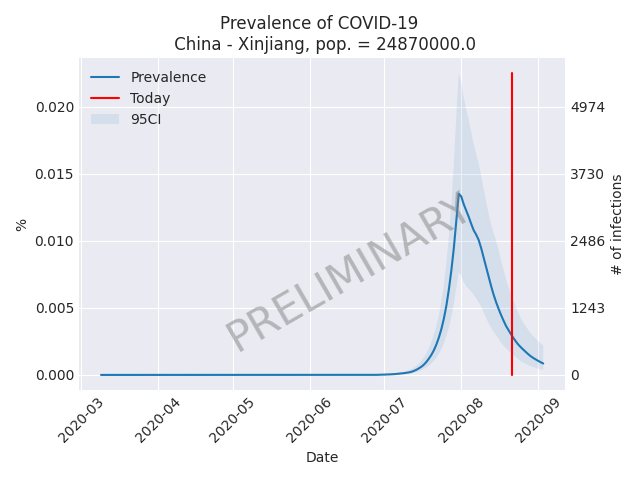 Prevalence of COVID-19
China - Xinjiang, pop. = 24870000.0
Prevalence
Today
95CI
0.020
0.015
0.010
0.005
0.000
%
4974
3730
2486
1243
0
# of infections
PRELIMINARY
2020-03
2020-04
2020-05
2020-06
2020-07
2020-08
2020-09
Date